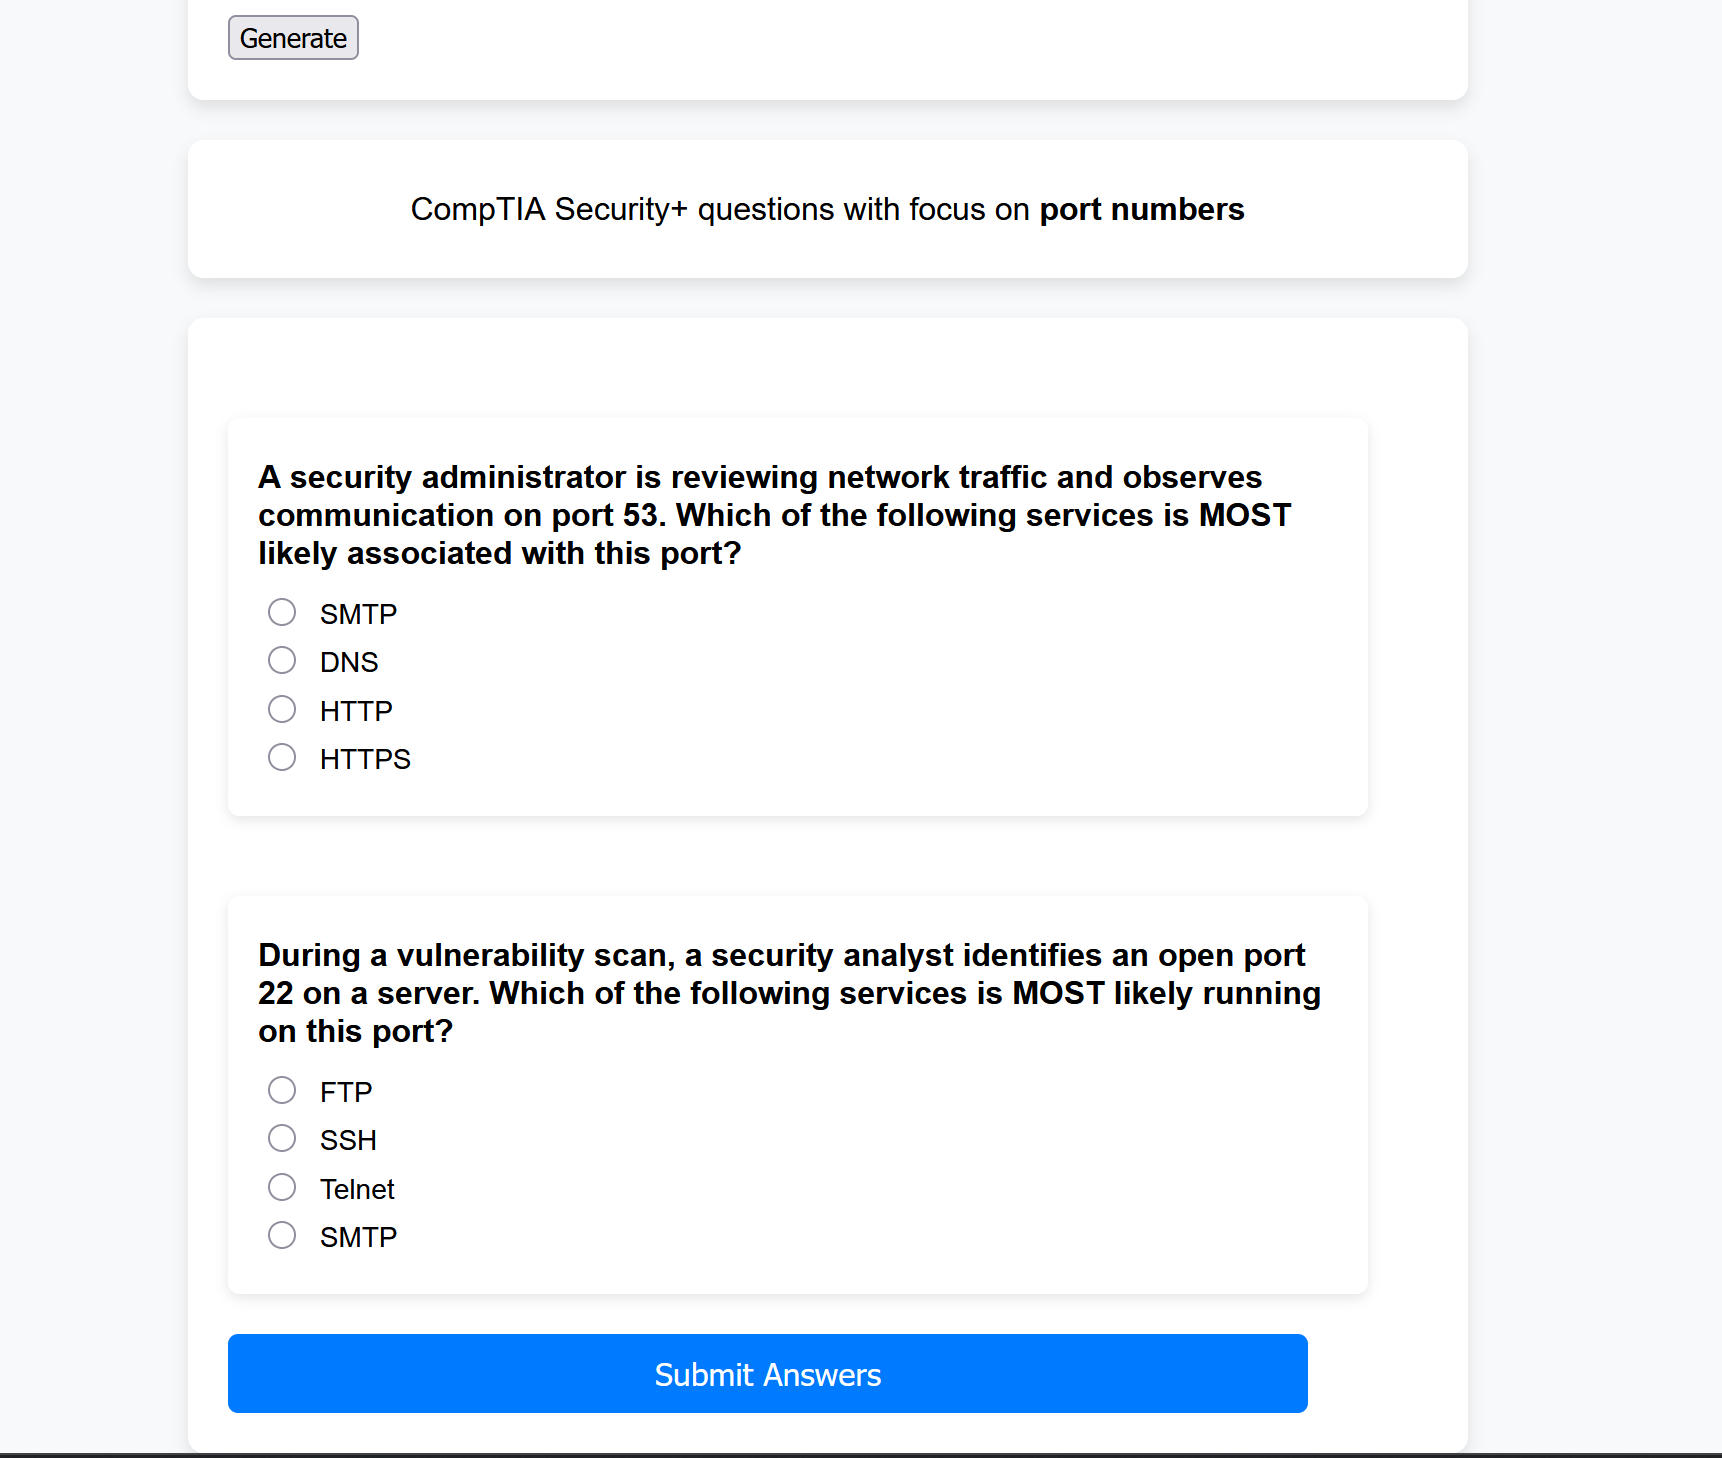 Generate
CompTIA Security+ questions with focus on port numbers
A security administrator is reviewing network traffic and observes
communication on port 53. Which of the following services is MOST
likely associated with this port?
SMTP
DNS
HTTP
HTTPS
During a vulnerability scan, a security analyst identifies an open port
22 on a server. Which of the following services is MOST likely running
on this port?
FTP
SSH
Telnet
SMTP
Submit Answers